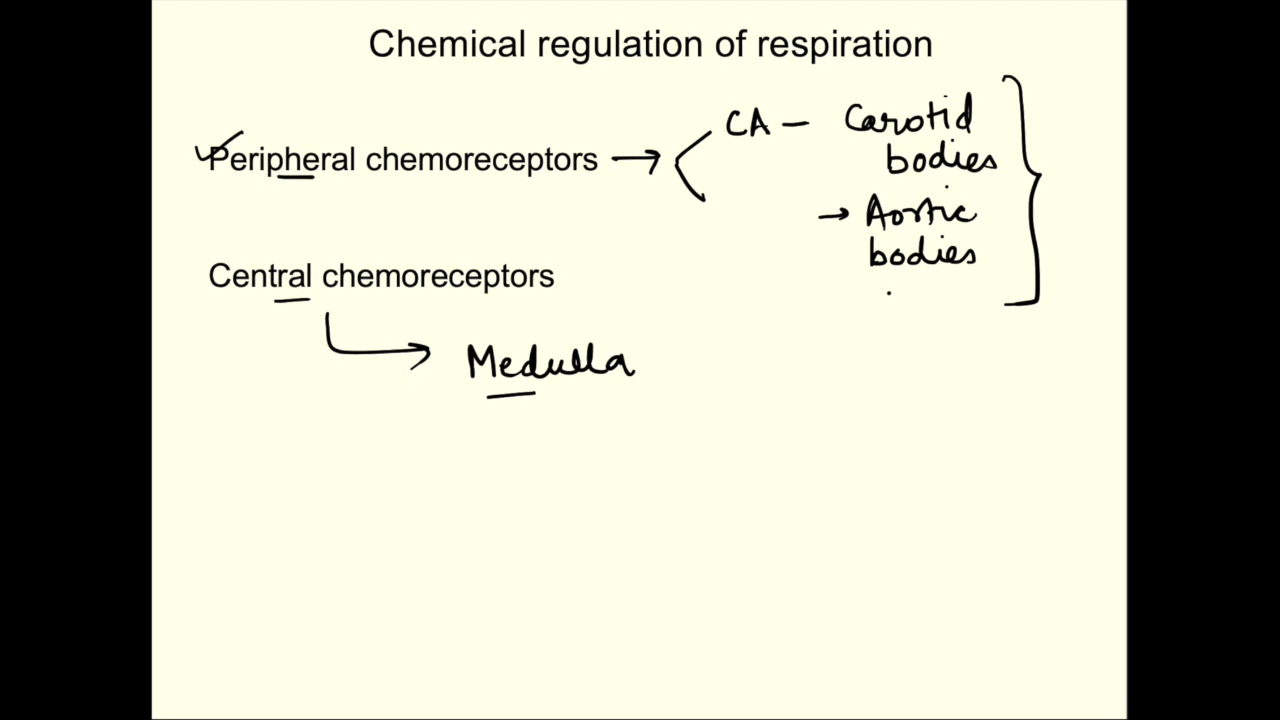 Chemical regulation of respiration
Peripheral chemoreceptors → CA - Carotid
bodies
→ Aortic
bodies
Central chemoreceptors
Medulla